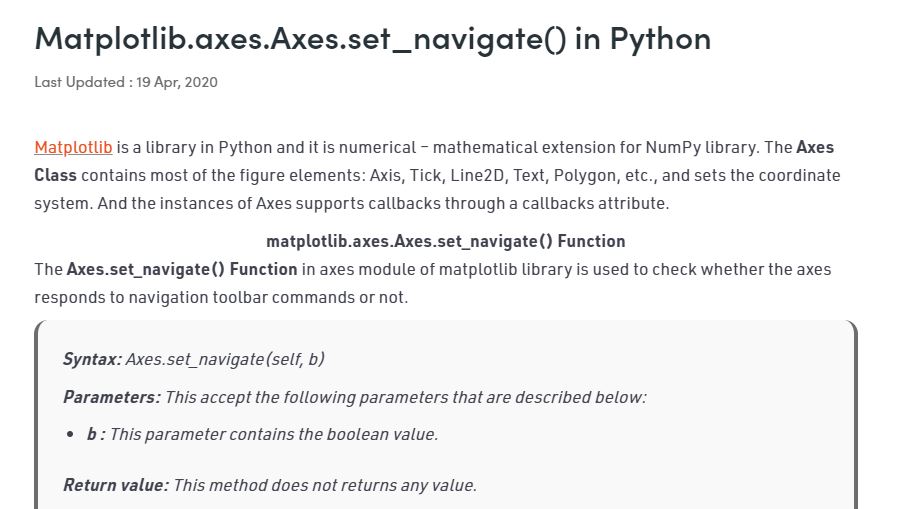 Matplotlib.axes.Axes.set_navigate() in Python
Last Updated : 19 Apr, 2020
Matplotlib is a library in Python and it is numerical – mathematical extension for NumPy library. The Axes
Class contains most of the figure elements: Axis, Tick, Line2D, Text, Polygon, etc., and sets the coordinate
system. And the instances of Axes supports callbacks through a callbacks attribute.
matplotlib.axes.Axes.set_navigate() Function
The Axes.set_navigate() Function in axes module of matplotlib library is used to check whether the axes
responds to navigation toolbar commands or not.
Syntax: Axes.set_navigate(self, b)
Parameters: This accept the following parameters that are described below:
• b : This parameter contains the boolean value.
Return value: This method does not returns any value.